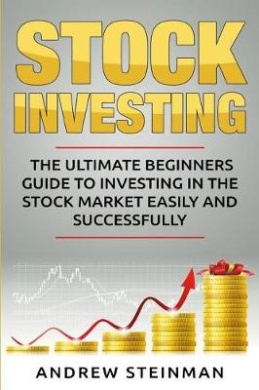 STOCK
INVESTING
THE ULTIMATE BEGINNERS
GUIDE TO INVESTING IN THE
STOCK MARKET EASILY AND
SUCCESSFULLY
ANDREW STEINMAN